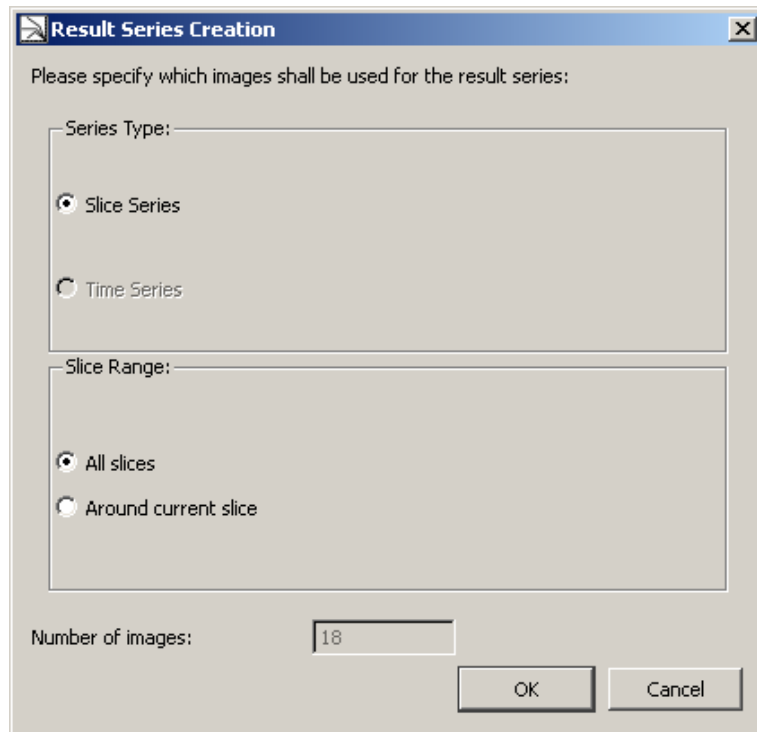 Result Series Creation
Please specify which images shall be used for the result series:
Series Type:
Slice Series
Time Series
Slice Range:
All slices
Around current slice
Number of images: 18
OK Cancel